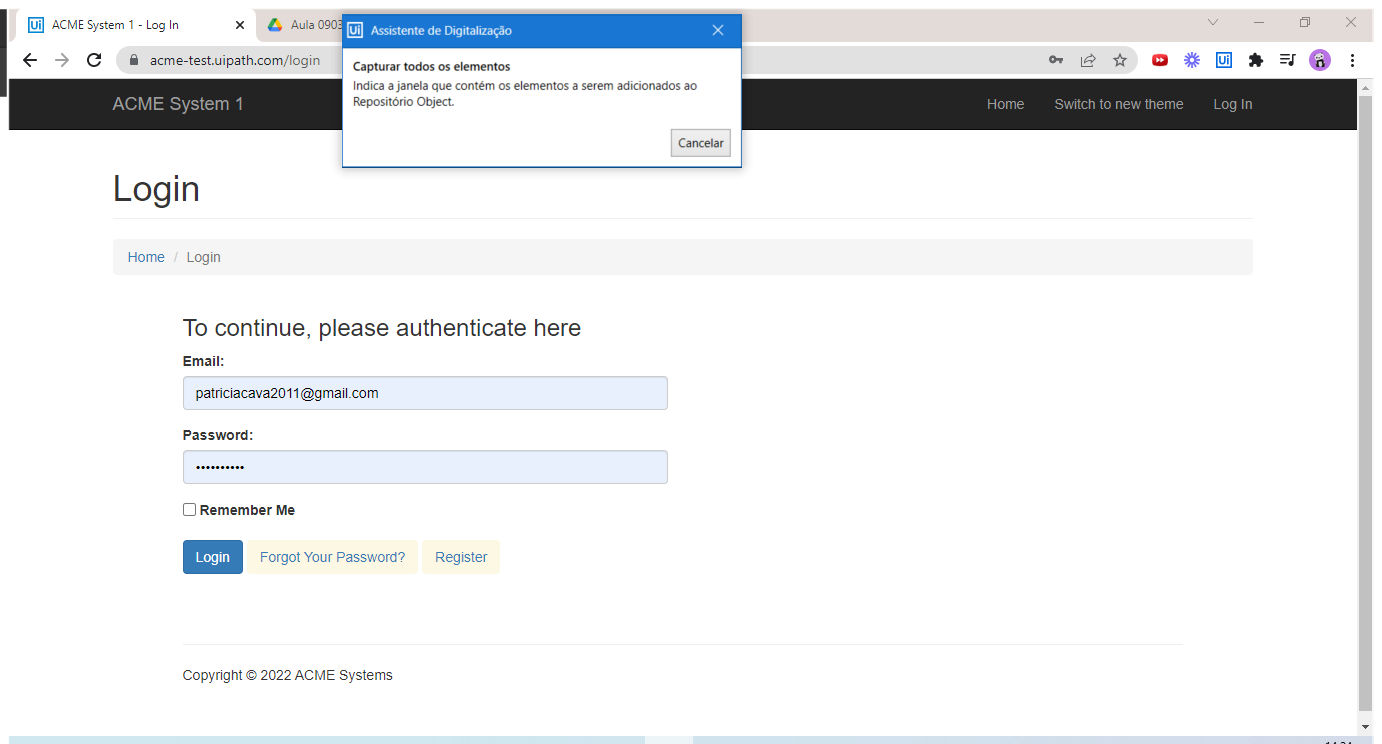 Ui ACME System 1 - Log In
Aula 0903
Ui Assistente de Digitalização
acme-test.uipath.com/login
Ui
Capturar todos os elementos
Indica a janela que contém os elementos a serem adicionados ao
Repositório Object.
Cancelar
ACME System 1
Home Switch to new theme Log In
Login
Home / Login
To continue, please authenticate here
Email:
patriciacava2011@gmail.com
Password:
••••••••••
Remember Me
Login Forgot Your Password? Register
Copyright © 2022 ACME Systems